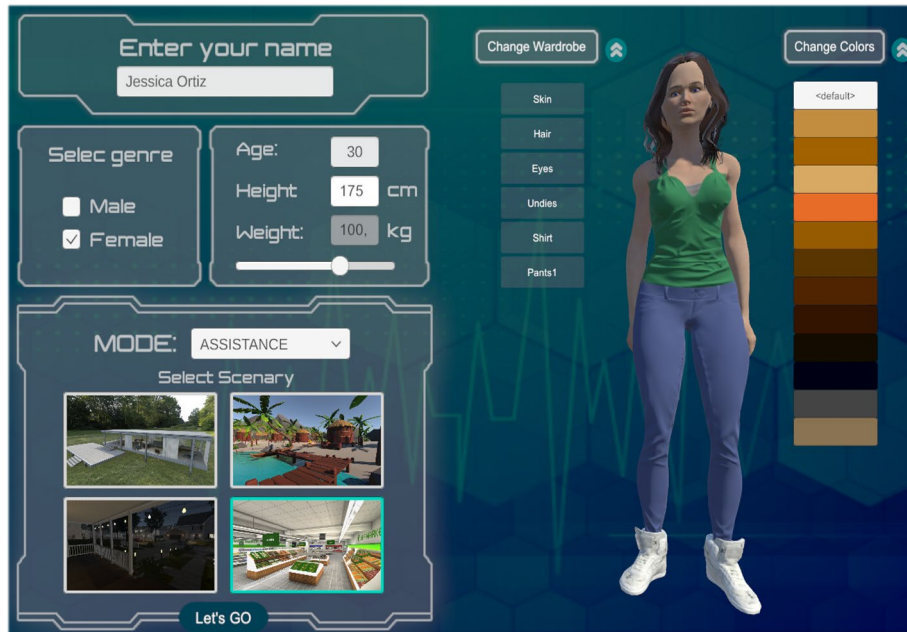 Enter your name
Jessica Ortiz
Selec genre
Male
Female
Age: 30
Height 175 cm
Weight: 100, kg
MODE: ASSISTANCE
Select Scenary
Let's GO
Change Wardrobe
Skin
Hair
Eyes
Undies
Shirt
Pants1
Change Colors
<default>